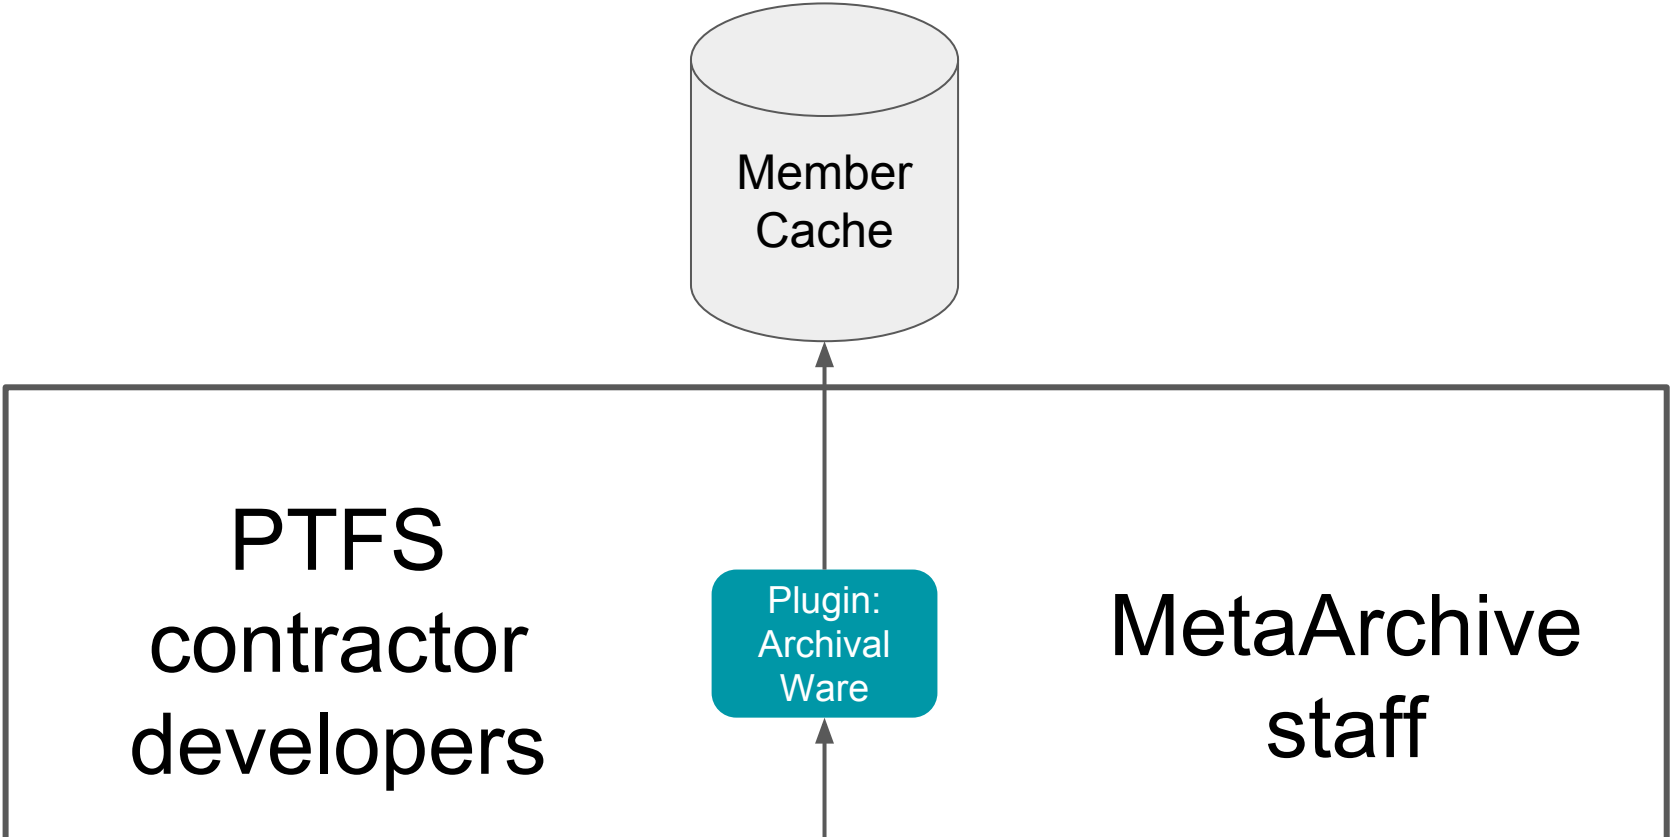 Member
Cache
PTFS
contractor
developers
Plugin:
Archival
Ware
MetaArchive
staff